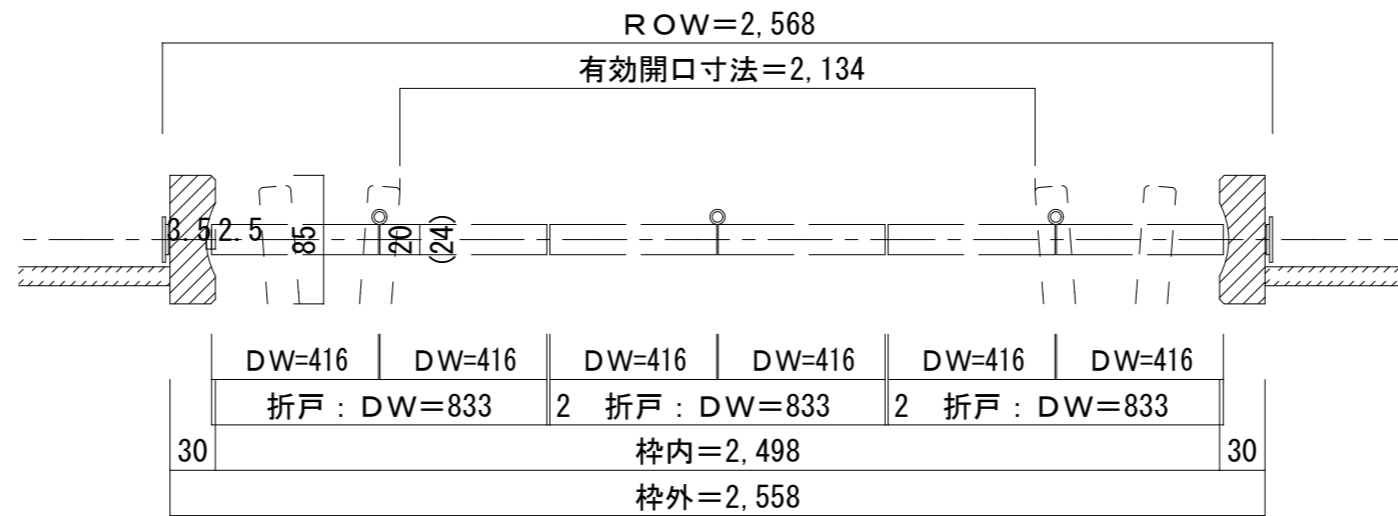 ＲＯＷ＝2,568
有効開口寸法＝2,134
3.5 2.5 85 20 (24)
ＤＷ=416 ＤＷ=416 ＤＷ=416 ＤＷ=416 ＤＷ=416 ＤＷ=416
折戸：ＤＷ＝833 2 折戸：ＤＷ＝833 2 折戸：ＤＷ＝833
30 枠内＝2,498 30
枠外＝2,558